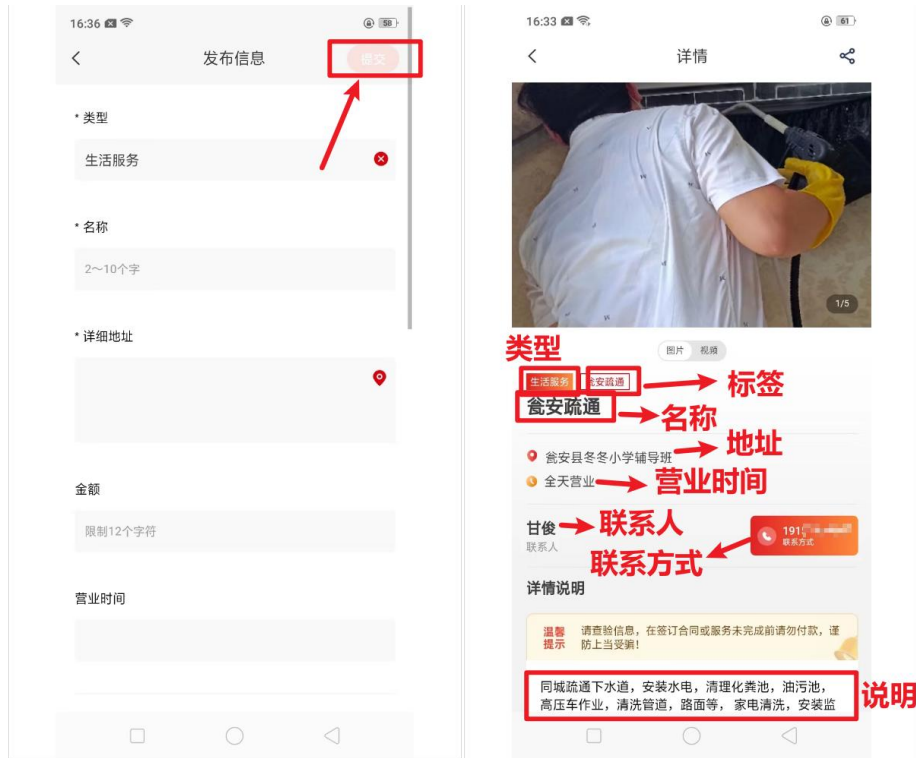 16:36
58
发布信息
提交
* 类型
生活服务
* 名称
2～10个字
* 详细地址
金额
限制12个字符
营业时间
16:33
61
详情
1/5
图片 视频
类型
生活服务 瓮安疏通
标签
瓮安疏通
名称
瓮安县冬冬小学辅导班
地址
全天营业
营业时间
甘俊
联系人
联系人
191
联系方式
联系方式
详情说明
温馨提示
请查验信息，在签订合同或服务未完成前请勿付款，谨
防上当受骗！
同城疏通下水道，安装水电，清理化粪池，油污池，
高压车作业，清洗管道，路面等， 家电清洗，安装监
说明